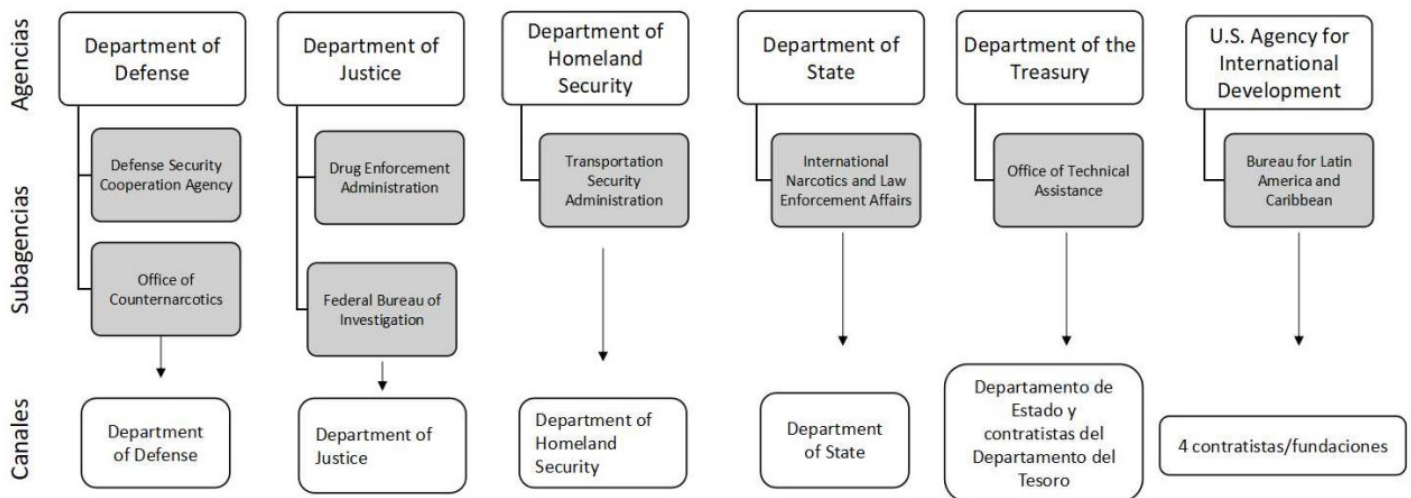 Agencias
Department of
Defense
Department of
Justice
Department of
Homeland
Security
Department of
State
Department of the
Treasury
U.S. Agency for
International
Development
Subagencias
Defense Security
Cooperation Agency
Drug Enforcement
Administration
Transportation
Security
Administration
International
Narcotics and Law
Enforcement Affairs
Office of Technical
Assistance
Bureau for Latin
America and
Caribbean
Office of
Counternarcotics
Federal Bureau of
Investigation
Canales
Department
of Defense
Department of
Justice
Department of
Homeland
Security
Department
of State
Departamento de
Estado y
contratistas del
Departamento del
Tesoro
4 contratistas/fundaciones